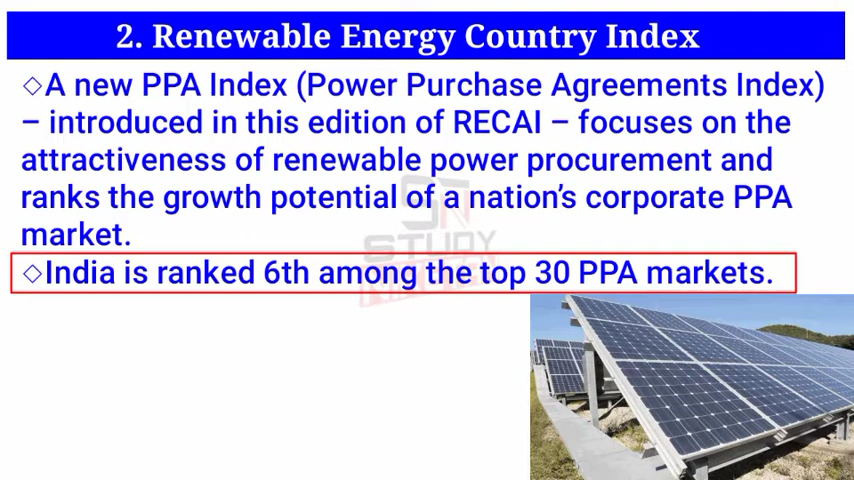 2. Renewable Energy Country Index
◇A new PPA Index (Power Purchase Agreements Index)
– introduced in this edition of RECAI – focuses on the
attractiveness of renewable power procurement and
ranks the growth potential of a nation’s corporate PPA
market.
◇India is ranked 6th among the top 30 PPA markets.
SN
STUDY